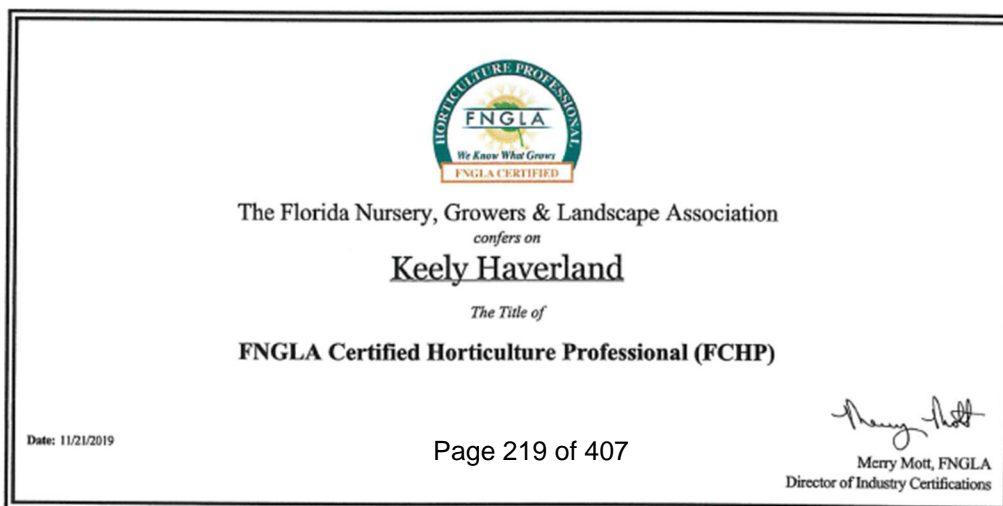 HORTICULTURE PROFESSIONAL
FNGLA
We Know What Grows
FNGLA CERTIFIED
The Florida Nursery, Growers & Landscape Association
confers on
Keely Haverland
The Title of
FNGLA Certified Horticulture Professional (FCHP)
Merry Mott
Date: 11/21/2019
Page 219 of 407
Merry Mott, FNGLA
Director of Industry Certifications